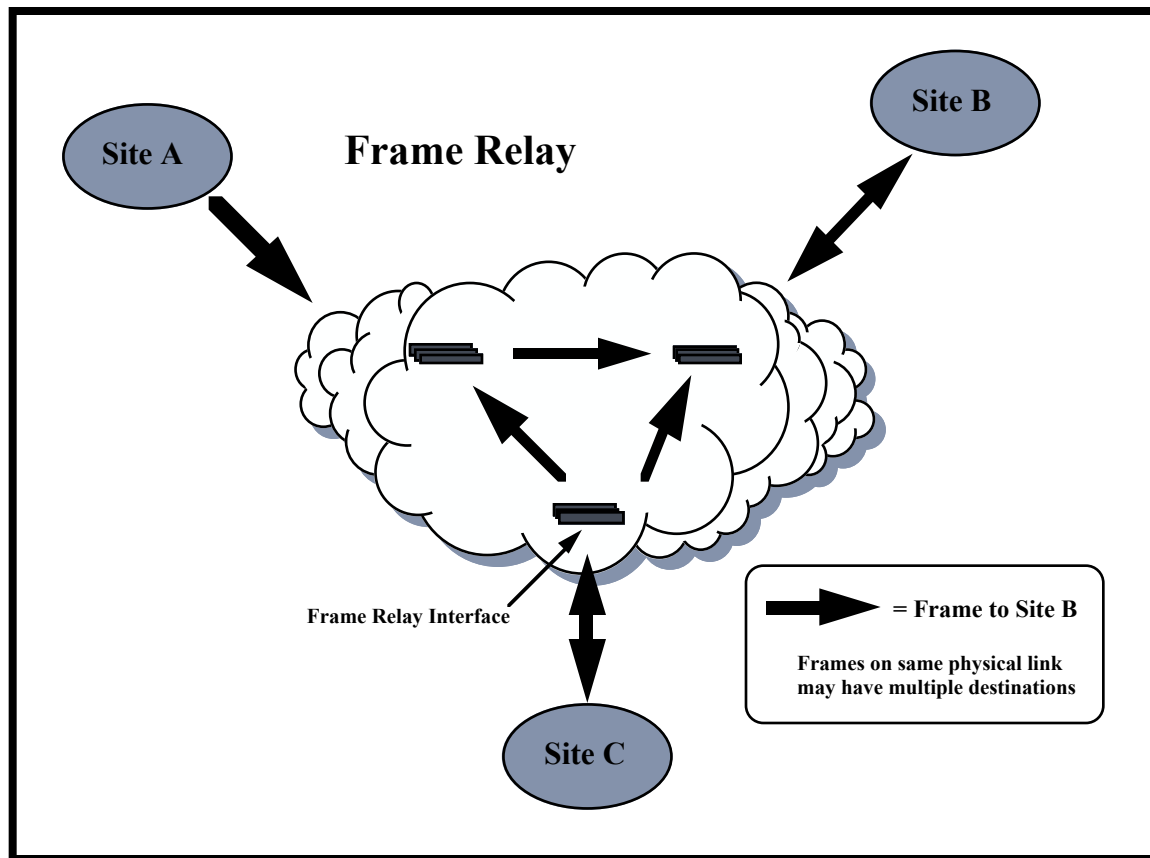 Site A
Frame Relay
Site B
Frame Relay Interface
Site C
= Frame to Site B
Frames on same physical link
may have multiple destinations